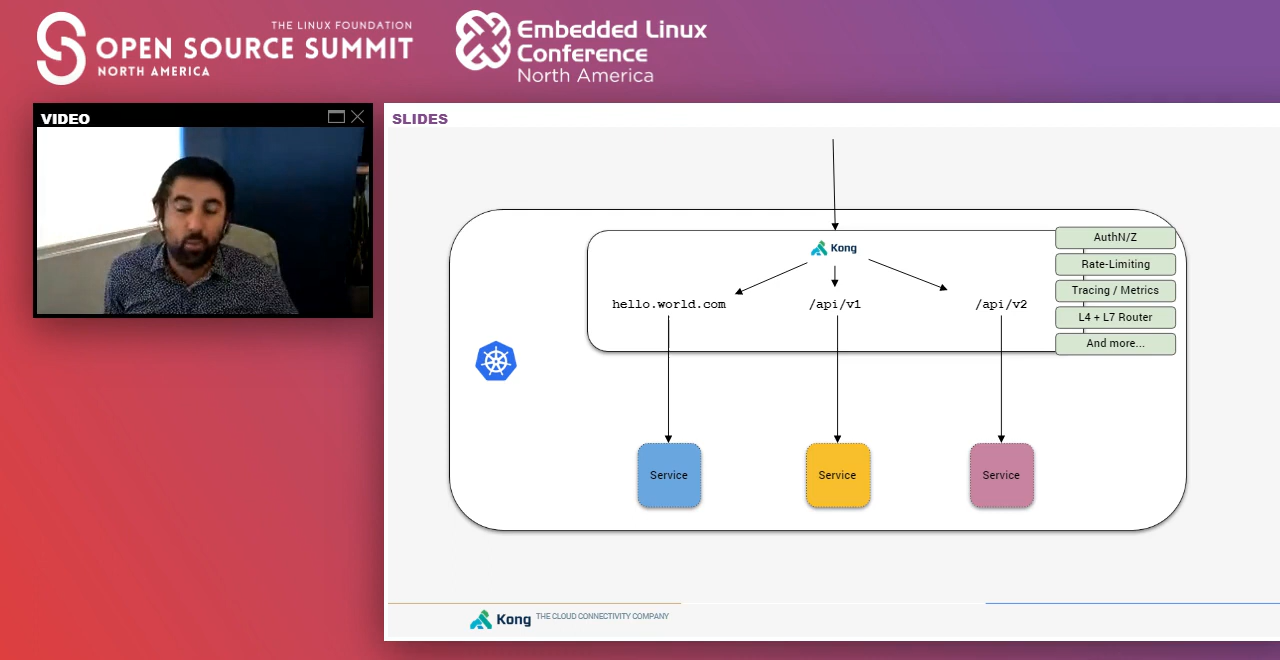 THE LINUX FOUNDATION
OPEN SOURCE SUMMIT
NORTH AMERICA
Embedded Linux
Conference
North America
VIDEO
SLIDES
Kong
hello.world.com
/api/v1
/api/v2
AuthN/Z
Rate-Limiting
Tracing / Metrics
L4 + L7 Router
And more...
Service
Service
Service
Kong
THE CLOUD CONNECTIVITY COMPANY